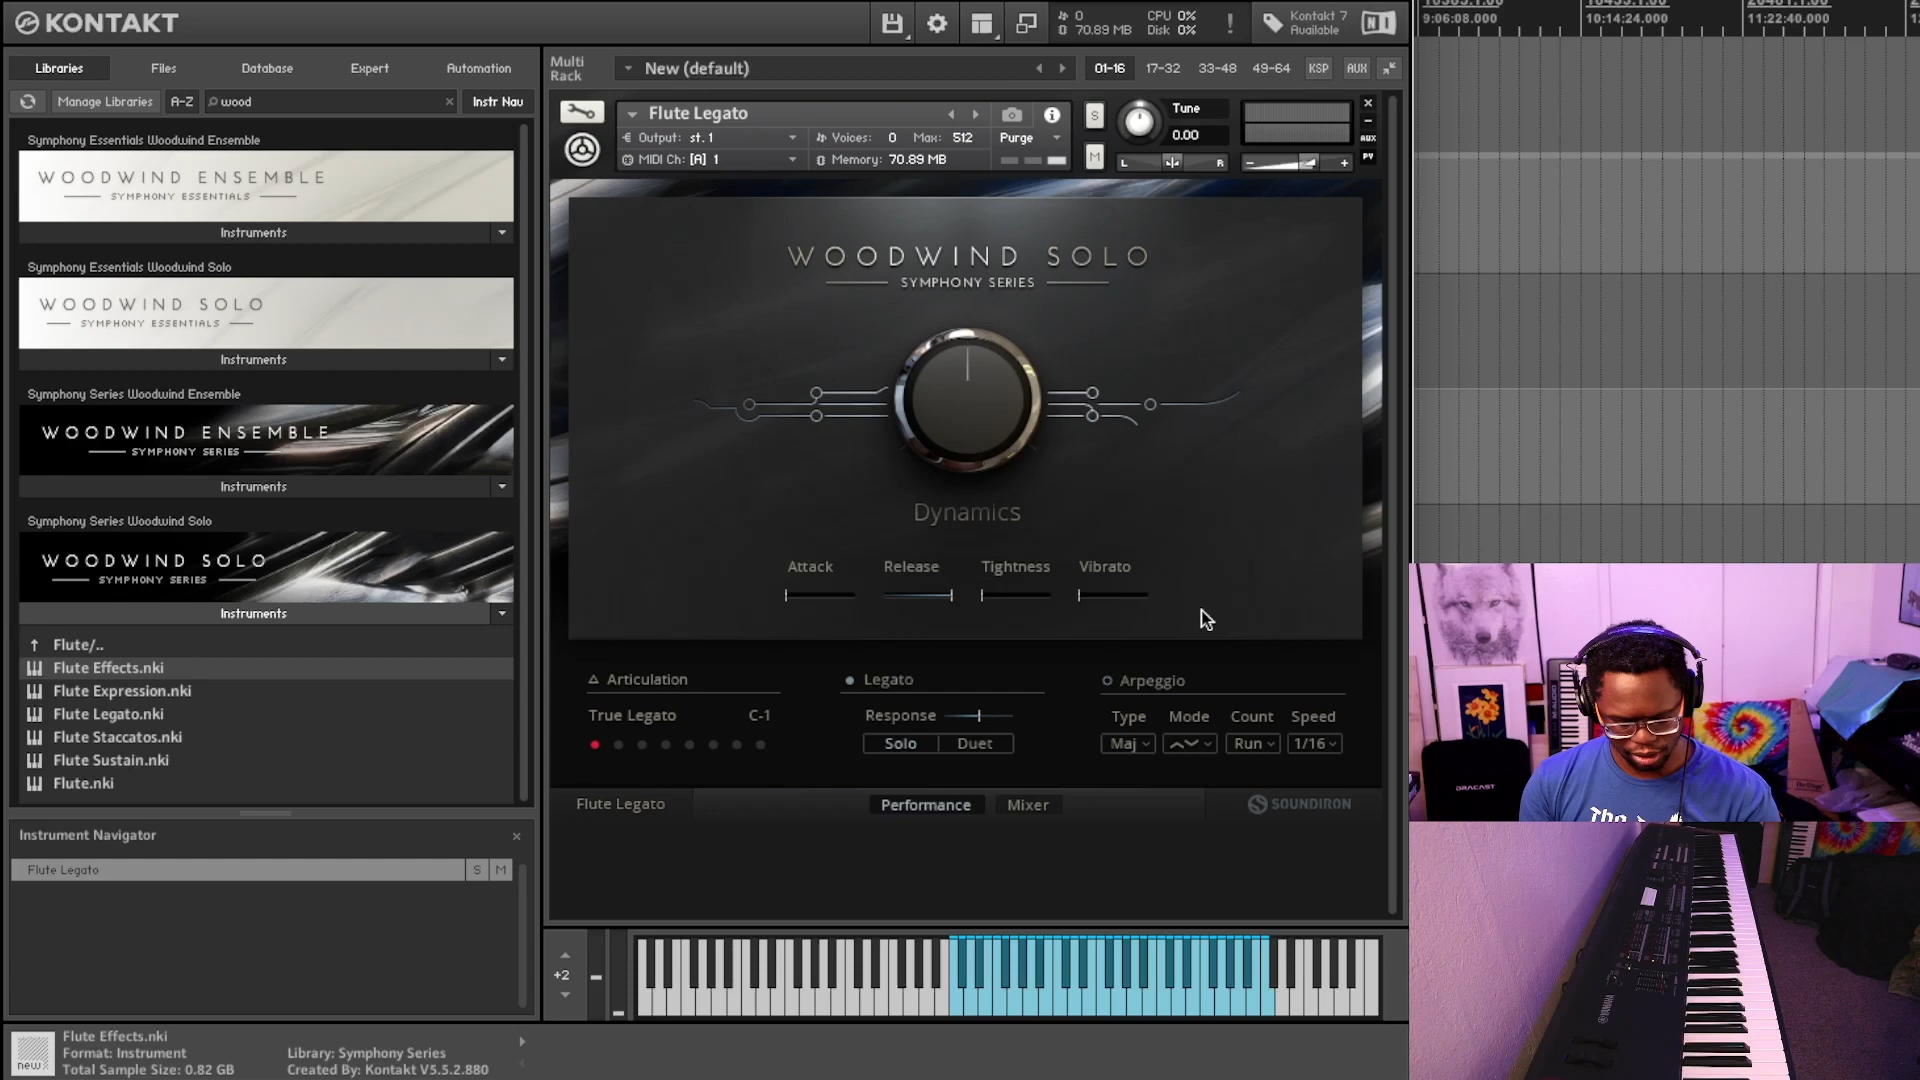 KONTAKT
0
70.89 MB
CPU 0%
Disk 0%
!
Kontakt 7
Available
9:06:08.000
10:14:24.000
11:22:40.000
Libraries
Files
Database
Expert
Automation
Multi
Rack
New (default)
01-16
17-32
33-48
49-64
KSP
AUX
Manage Libraries
A-Z
wood
Instr Nav
Symphony Essentials Woodwind Ensemble
WOODWIND ENSEMBLE
SYMPHONY ESSENTIALS
Instruments
Symphony Essentials Woodwind Solo
WOODWIND SOLO
SYMPHONY ESSENTIALS
Instruments
Symphony Series Woodwind Ensemble
WOODWIND ENSEMBLE
SYMPHONY SERIES
Instruments
Symphony Series Woodwind Solo
WOODWIND SOLO
SYMPHONY SERIES
Instruments
Flute/..
Flute Effects.nki
Flute Expression.nki
Flute Legato.nki
Flute Staccatos.nki
Flute Sustain.nki
Flute.nki
Instrument Navigator
Flute Legato
S
M
new
Flute Effects.nki
Format: Instrument
Total Sample Size: 0.82 GB
Library: Symphony Series
Created By: Kontakt V5.5.2.880
Flute Legato
Output: st. 1
Voices: 0 Max: 512
Purge
MIDI Ch: [A] 1
Memory: 70.89 MB
S
M
Tune
0.00
L
R
AUX
PV
WOODWIND SOLO
SYMPHONY SERIES
Dynamics
Attack
Release
Tightness
Vibrato
Articulation
True Legato
C-1
Legato
Response
Solo
Duet
Arpeggio
Type
Mode
Count
Speed
Maj
Run
1/16
Flute Legato
Performance
Mixer
SOUNDIRON
+2
DRACAST
The
YAMAHA